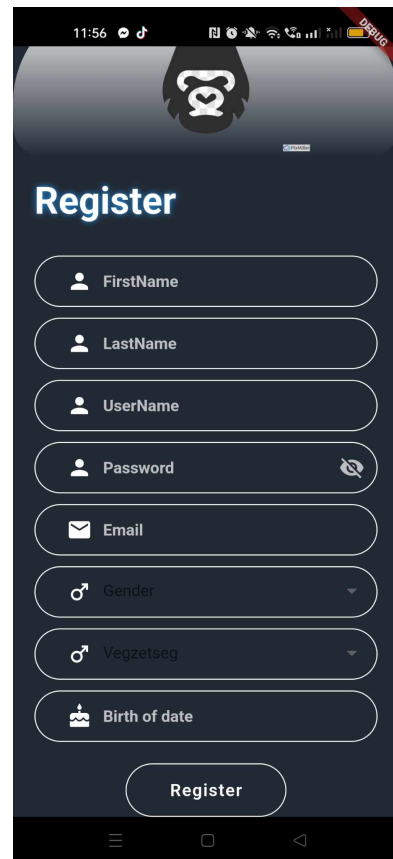 11:56
DEBUG
Register
FirstName
LastName
UserName
Password
Email
Gender
Vegzetseg
Birth of date
Register